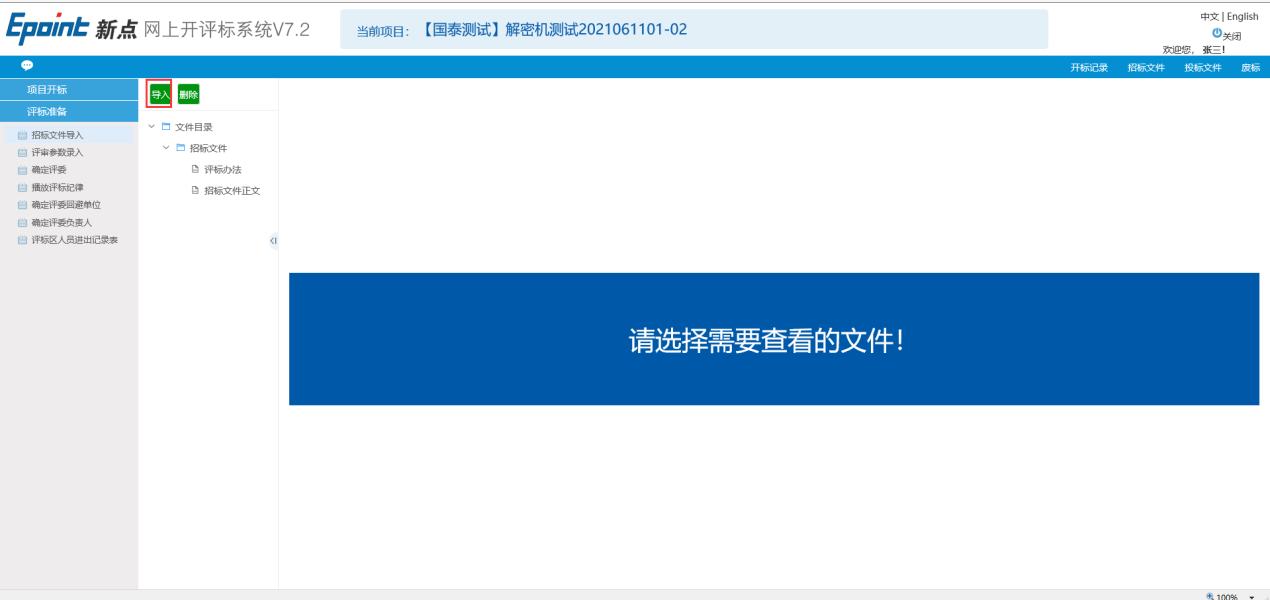 中文 | English
Epoint 新点 网上开评标系统V7.2
当前项目： 【国泰测试】解密机测试2021061101-02
关闭
欢迎您， 张三！
开标记录 招标文件 投标文件 废标
项目开标
评标准备
招标文件导入
评审参数录入
确定评委
播放评标纪律
确定评委回避单位
确定评委负责人
评标区人员进出记录表
导入 删除
文件目录
招标文件
评标办法
招标文件正文
请选择需要查看的文件！
100%